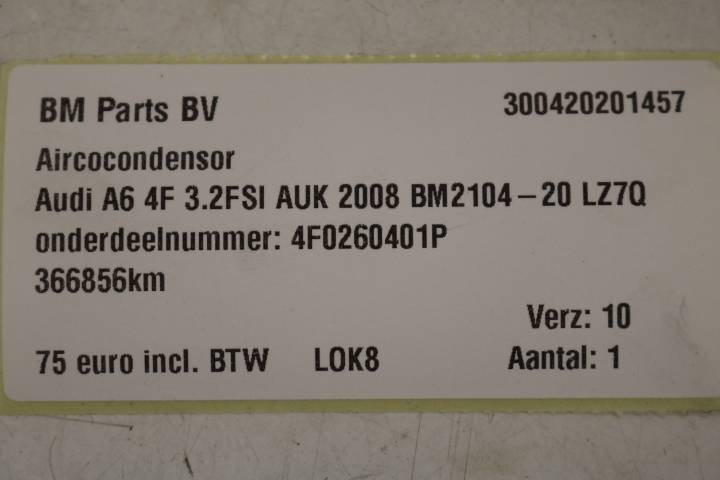 BM Parts BV 300420201457
Aircocondensor
Audi A6 4F 3.2FSI AUK 2008 BM2104-20 LZ7Q
onderdeelnummer: 4F0260401P
366856km
Verz: 10
75 euro incl. BTW LOK8 Aantal: 1